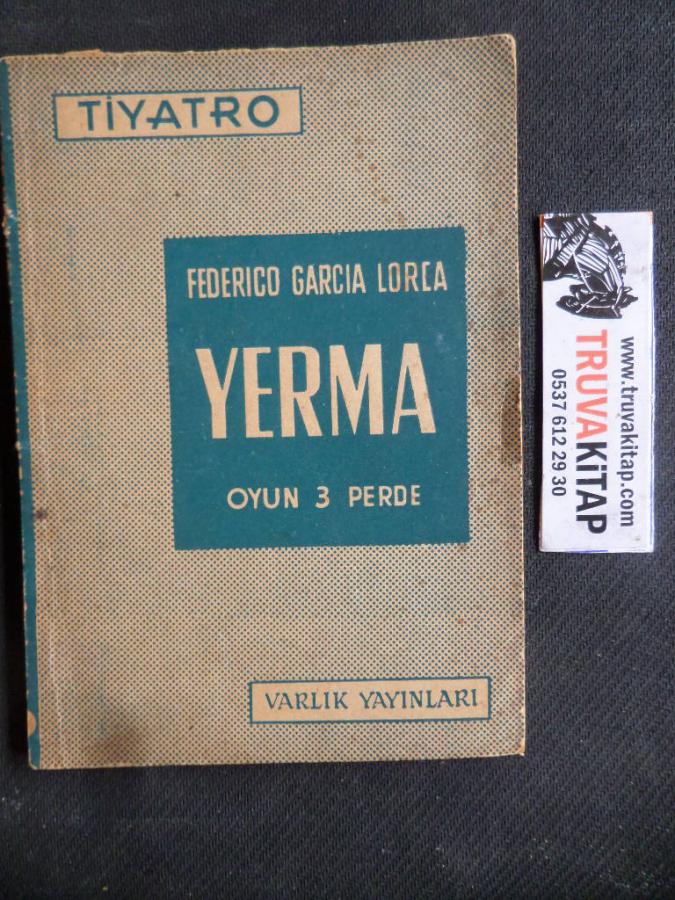 TİYATRO
FEDERICO GARCIA LORCA
YERMA
OYUN 3 PERDE
VARLIK YAYINLARI
www.truvakitap.com
TRUVAKİTAP
0537 612 29 30